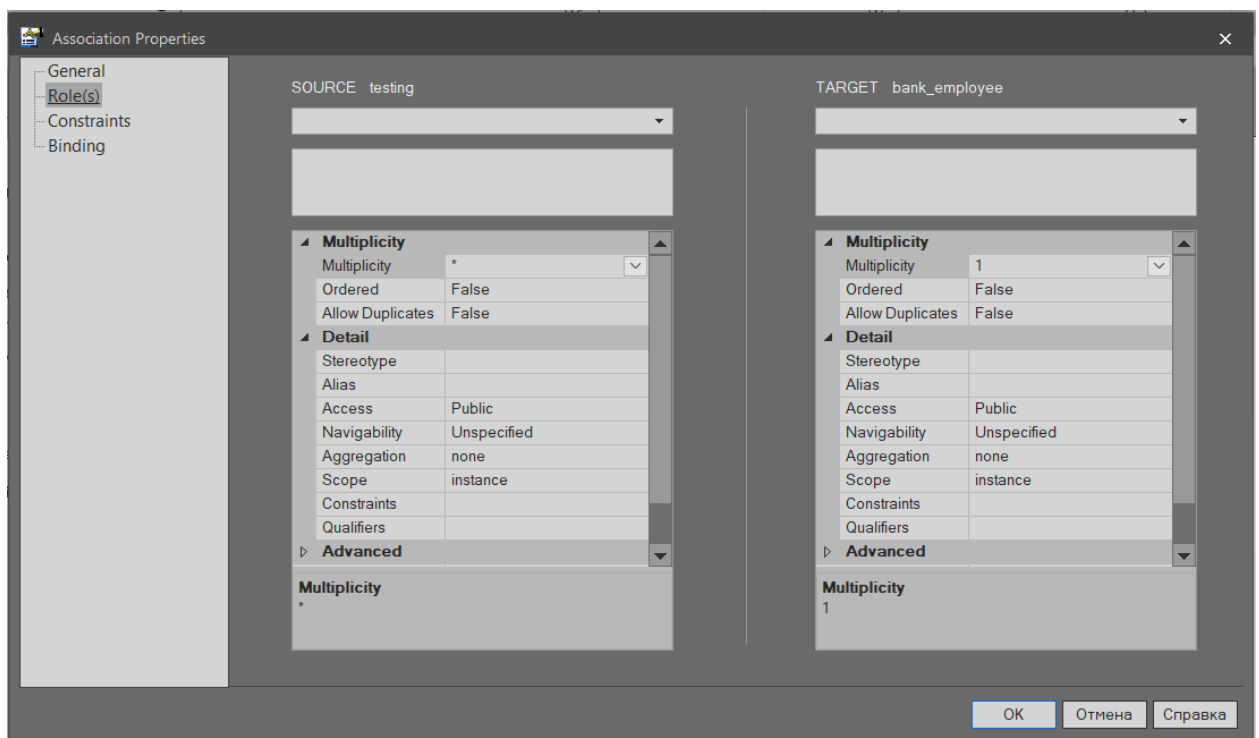 Association Properties
General
Role(s)
Constraints
Binding
SOURCE testing
Multiplicity
Multiplicity *
Ordered False
Allow Duplicates False
Detail
Stereotype
Alias
Access Public
Navigability Unspecified
Aggregation none
Scope instance
Constraints
Qualifiers
Advanced
Multiplicity
*
TARGET bank_employee
Multiplicity
Multiplicity 1
Ordered False
Allow Duplicates False
Detail
Stereotype
Alias
Access Public
Navigability Unspecified
Aggregation none
Scope instance
Constraints
Qualifiers
Advanced
Multiplicity
1
OK Отмена Справка